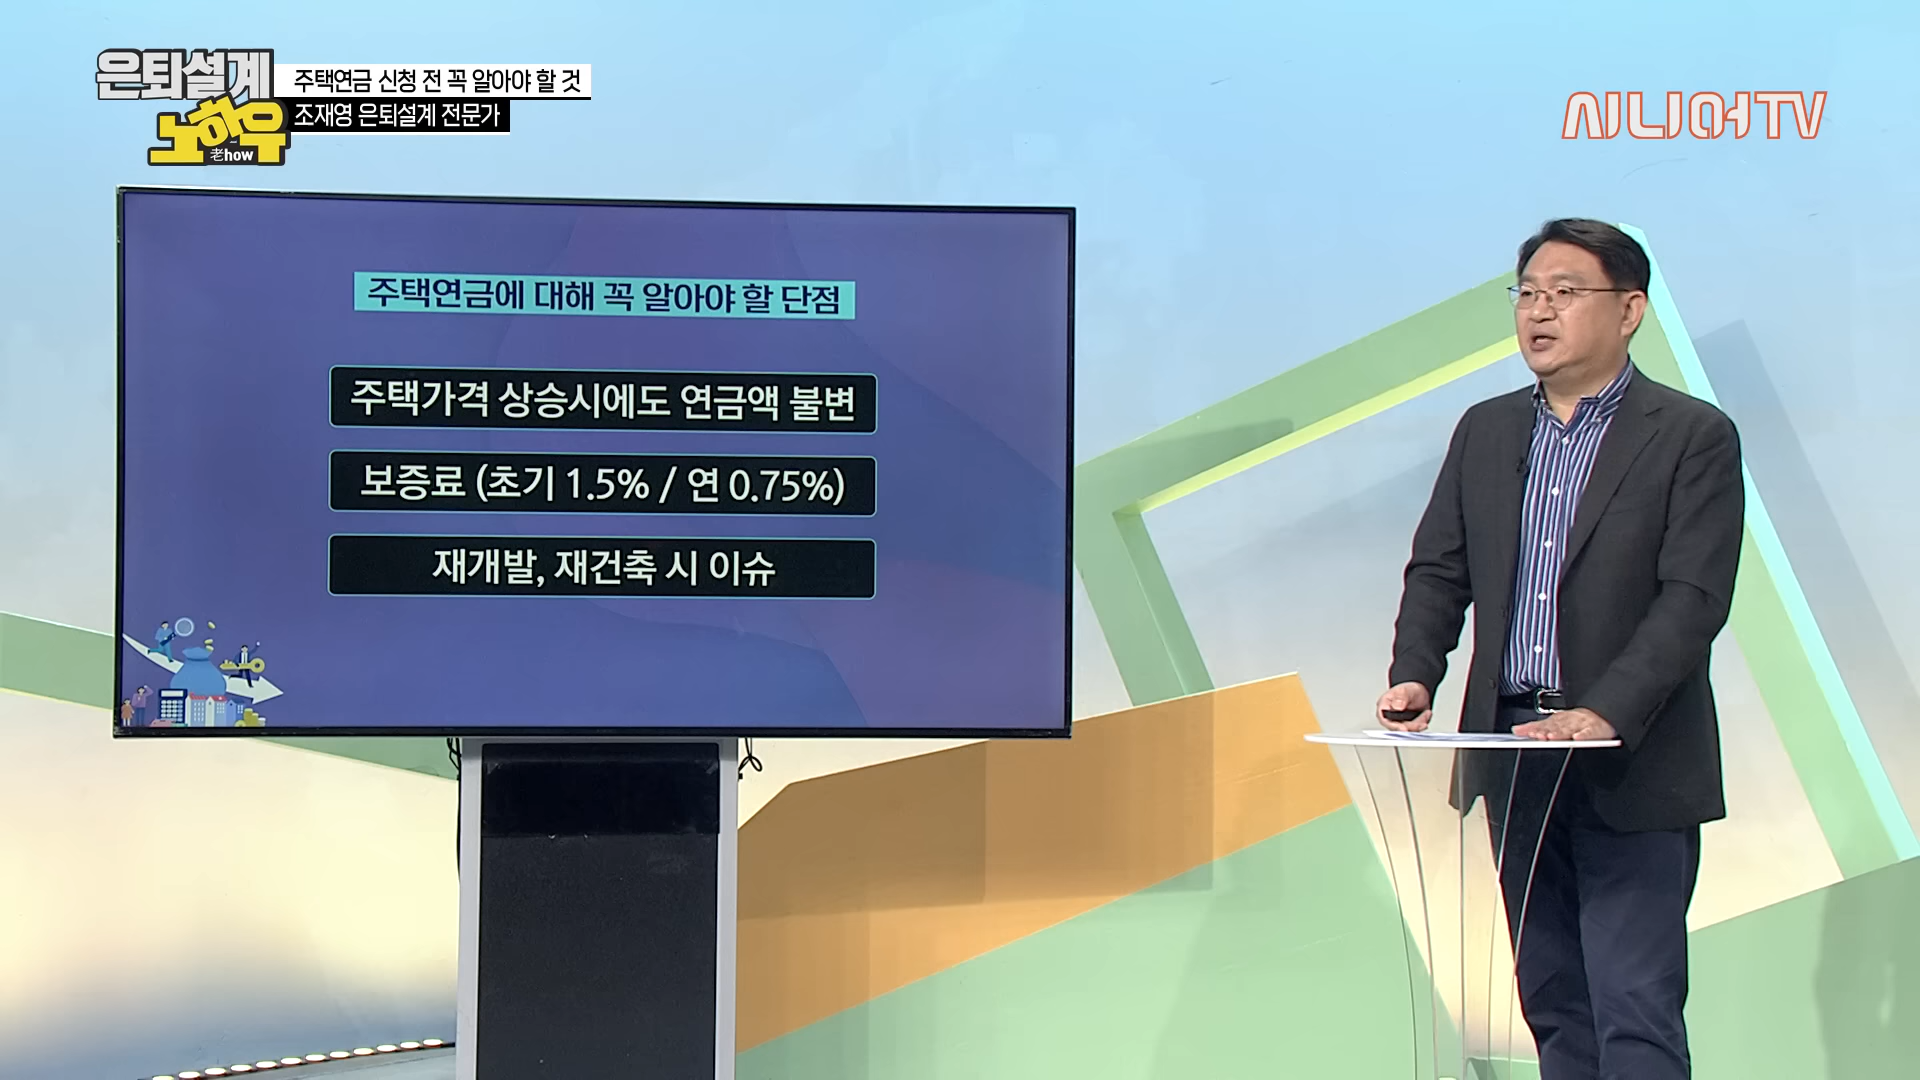 은퇴설계
노하우
老how
주택연금 신청 전 꼭 알아야 할 것
조재영 은퇴설계 전문가
시니어TV
주택연금에 대해 꼭 알아야 할 단점
주택가격 상승시에도 연금액 불변
보증료 (초기 1.5% / 연 0.75%)
재개발, 재건축 시 이슈